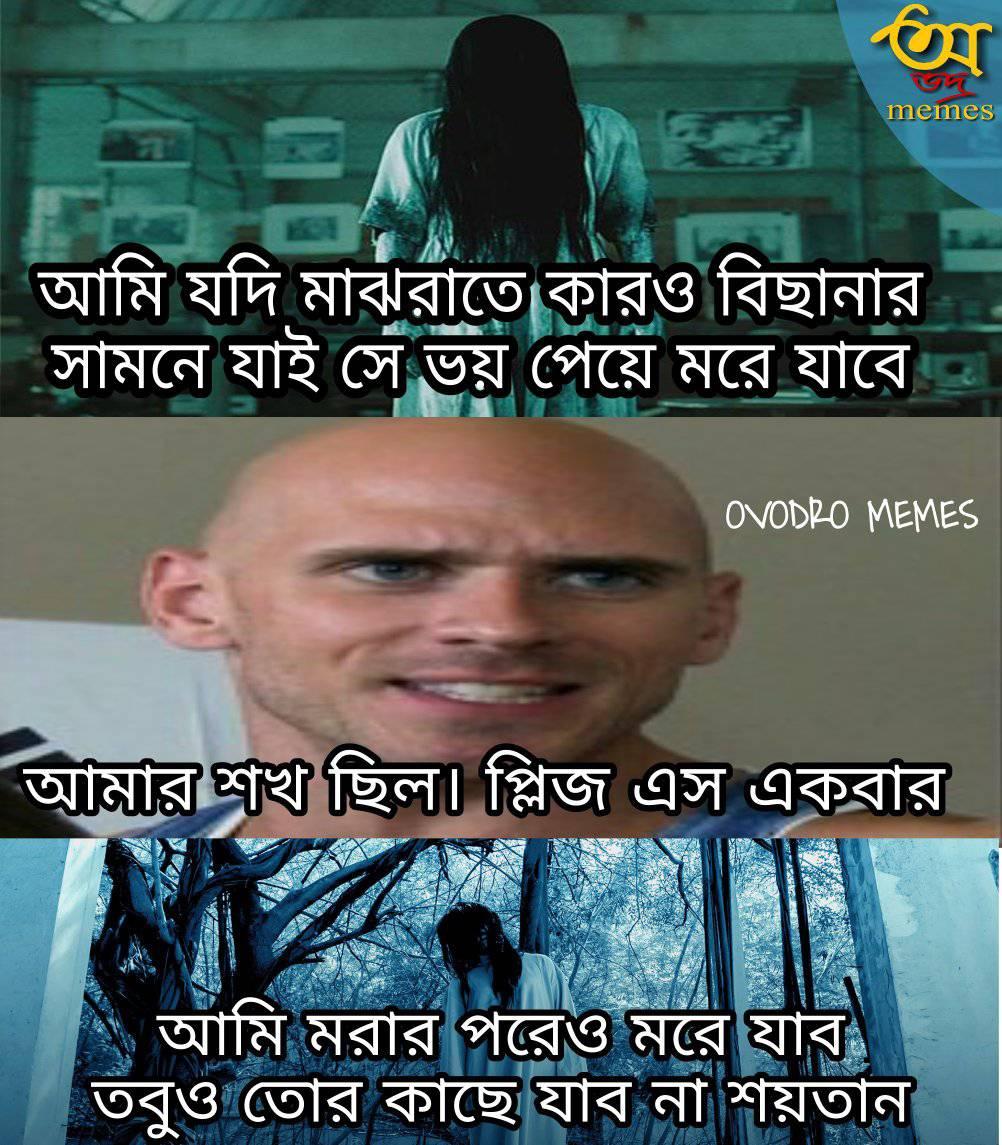 অ
ভদ্র
memes
আমি যদি মাঝরাতে কারও বিছানার
সামনে যাই সে ভয় পেয়ে মরে যাবে
OVODRO MEMES
আমার শখ ছিল। প্লিজ এস একবার
আমি মরার পরেও মরে যাব
তবুও তোর কাছে যাব না শয়তান